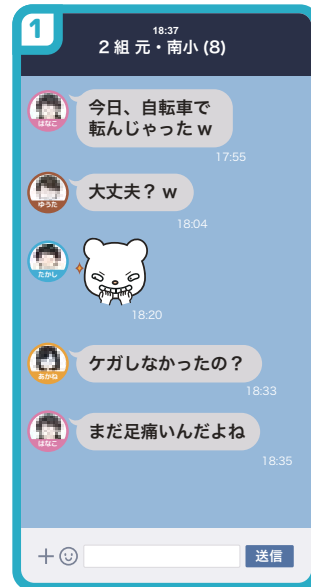 1
18:37
2組 元・南小(8)
今日、自転車で
転んじゃったw
はなこ
17:55
大丈夫?w
ゆうた
18:04
たかし
18:20
ケガしなかったの?
あかね
18:33
まだ足痛いんだよね
はなこ
18:35
送信